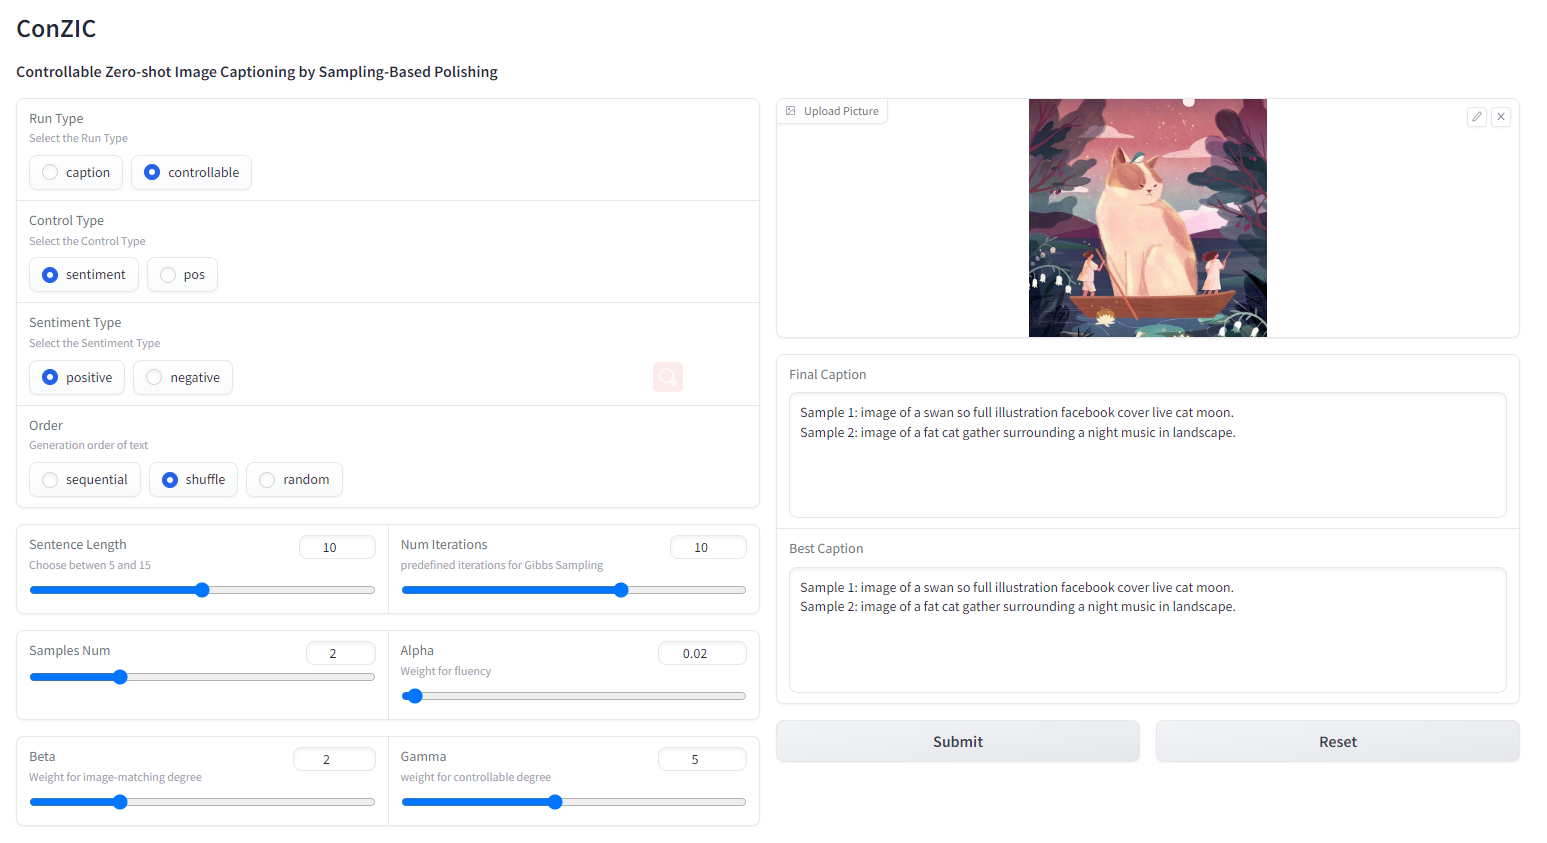 ConZIC
Controllable Zero-shot Image Captioning by Sampling-Based Polishing
Run Type
Select the Run Type
caption
controllable
Control Type
Select the Control Type
sentiment
pos
Sentiment Type
Select the Sentiment Type
positive
negative
Order
Generation order of text
sequential
shuffle
random
Sentence Length
10
Choose betwen 5 and 15
Num Iterations
10
predefined iterations for Gibbs Sampling
Samples Num
2
Alpha
0.02
Weight for fluency
Beta
2
Weight for image-matching degree
Gamma
5
weight for controllable degree
Upload Picture
Final Caption
Sample 1: image of a swan so full illustration facebook cover live cat moon.
Sample 2: image of a fat cat gather surrounding a night music in landscape.
Best Caption
Sample 1: image of a swan so full illustration facebook cover live cat moon.
Sample 2: image of a fat cat gather surrounding a night music in landscape.
Submit
Reset